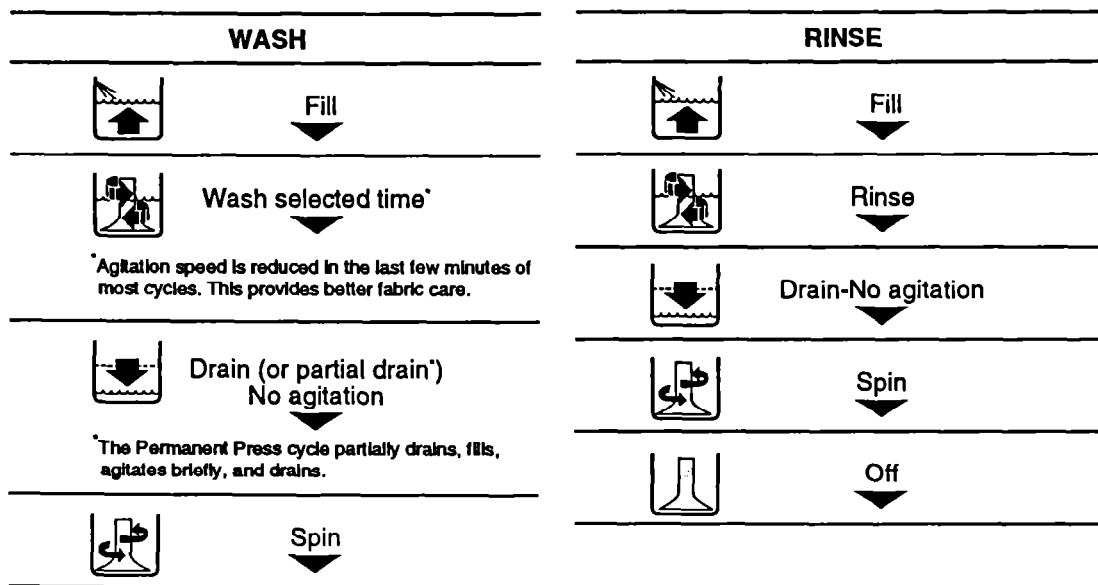 WASH
Fill
Wash selected time*
*Agitation speed is reduced in the last few minutes of
most cycles. This provides better fabric care.
Drain (or partial drain*)
No agitation
*The Permanent Press cycle partially drains, fills,
agitates briefly, and drains.
Spin
RINSE
Fill
Rinse
Drain-No agitation
Spin
Off